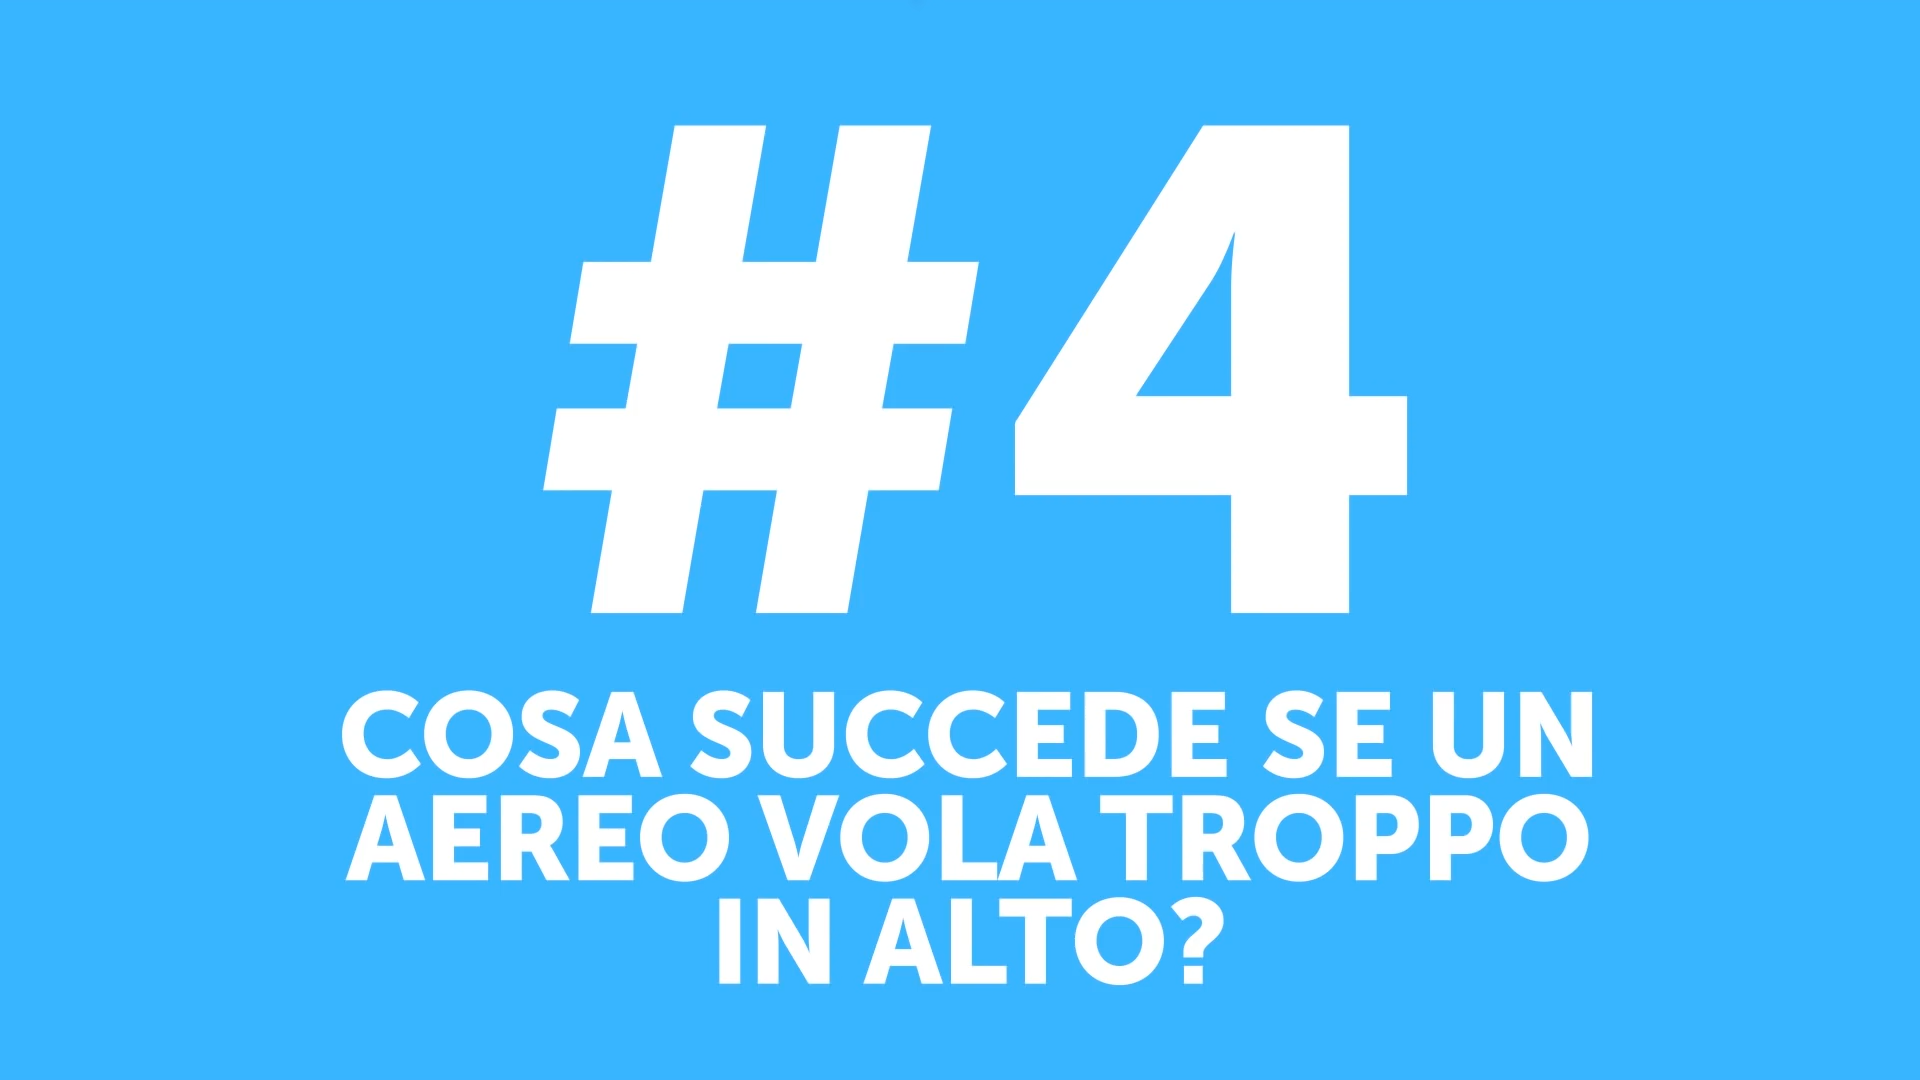 #4
COSA SUCCEDE SE UN
AEREO VOLA TROPPO
IN ALTO?